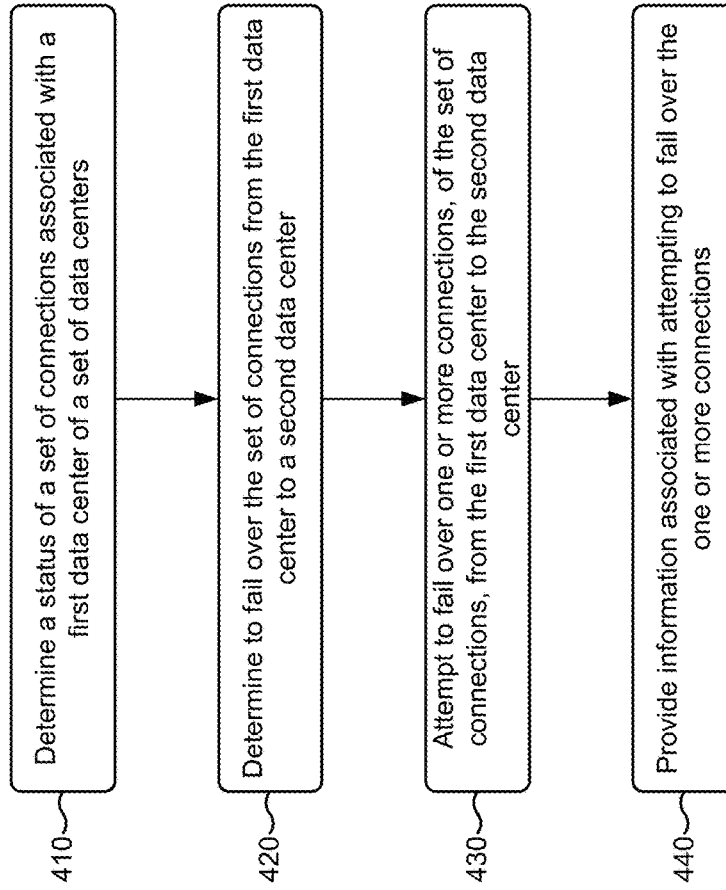 410
Determine a status of a set of connections associated with a
first data center of a set of data centers
420
Determine to fail over the set of connections from the first data
center to a second data center
430
Attempt to fail over one or more connections, of the set of
connections, from the first data center to the second data
center
440
Provide information associated with attempting to fail over the
one or more connections